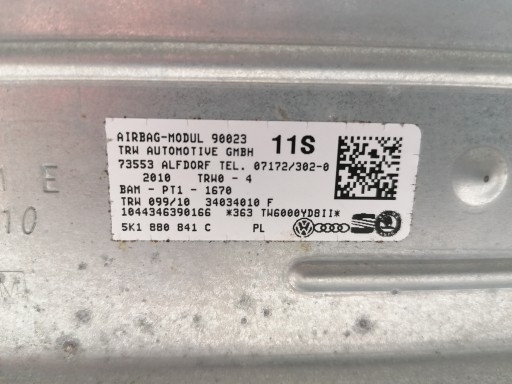 AIRBAG-MODUL 90023 11S
TRW AUTOMOTIVE GMBH
73553 ALFDORF TEL. 07172/302-0
2010 TRW0 - 4
BAM - PT1 - 1670
TRW 099/10 34034010 F
1044346390166 *363 TW6000YD8II*
5K1 880 841 C PL
E
10
M